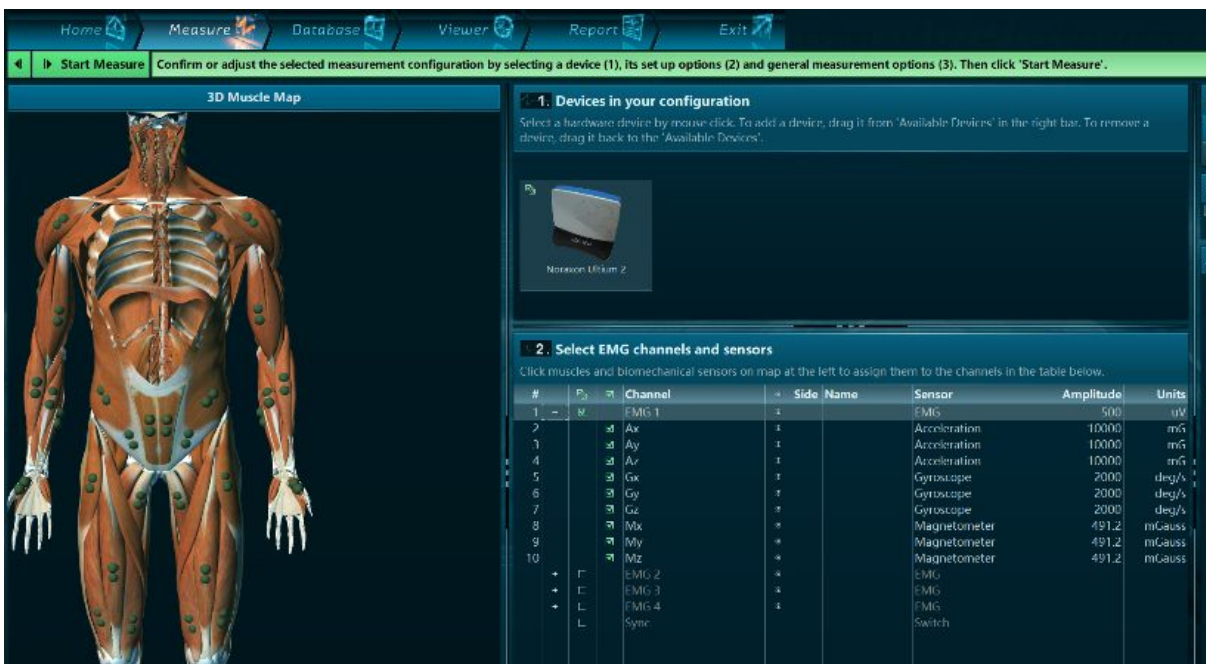 Home Measure Database Viewer Report Exit
Start Measure Confirm or adjust the selected measurement configuration by selecting a device (1), its set up options (2) and general measurement options (3). Then click 'Start Measure'.
3D Muscle Map
1. Devices in your configuration
Select a hardware device by mouse click. To add a device, drag it from 'Available Devices' in the right bar. To remove a
device, drag it back to the 'Available Devices'.
Noraxon Ultium 2
2. Select EMG channels and sensors
Click muscles and biomechanical sensors on map at the left to assign them to the channels in the table below.
# Channel Side Name Sensor Amplitude Units
1 - EMG 1 EMG 500 uV
2 Ax Acceleration 10000 mG
3 Ay Acceleration 10000 mG
4 Az Acceleration 10000 mG
5 Gx Gyroscope 2000 deg/s
6 Gy Gyroscope 2000 deg/s
7 Gz Gyroscope 2000 deg/s
8 Mx Magnetometer 491.2 mGauss
9 My Magnetometer 491.2 mGauss
10 Mz Magnetometer 491.2 mGauss
+ EMG 2 EMG
+ EMG 3 EMG
+ EMG 4 EMG
Sync Switch